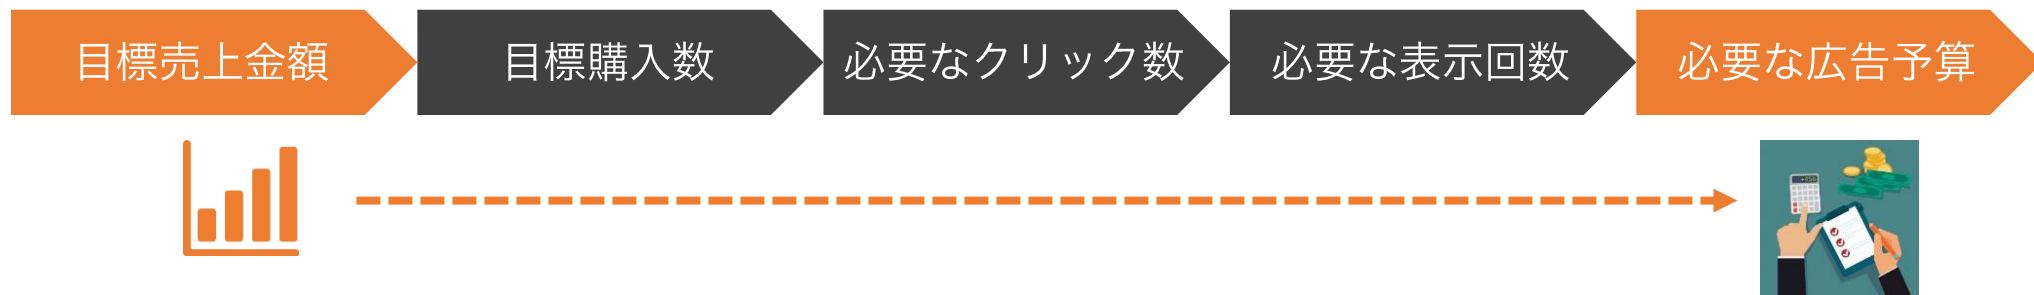 目標売上金額
目標購入数
必要なクリック数
必要な表示回数
必要な広告予算